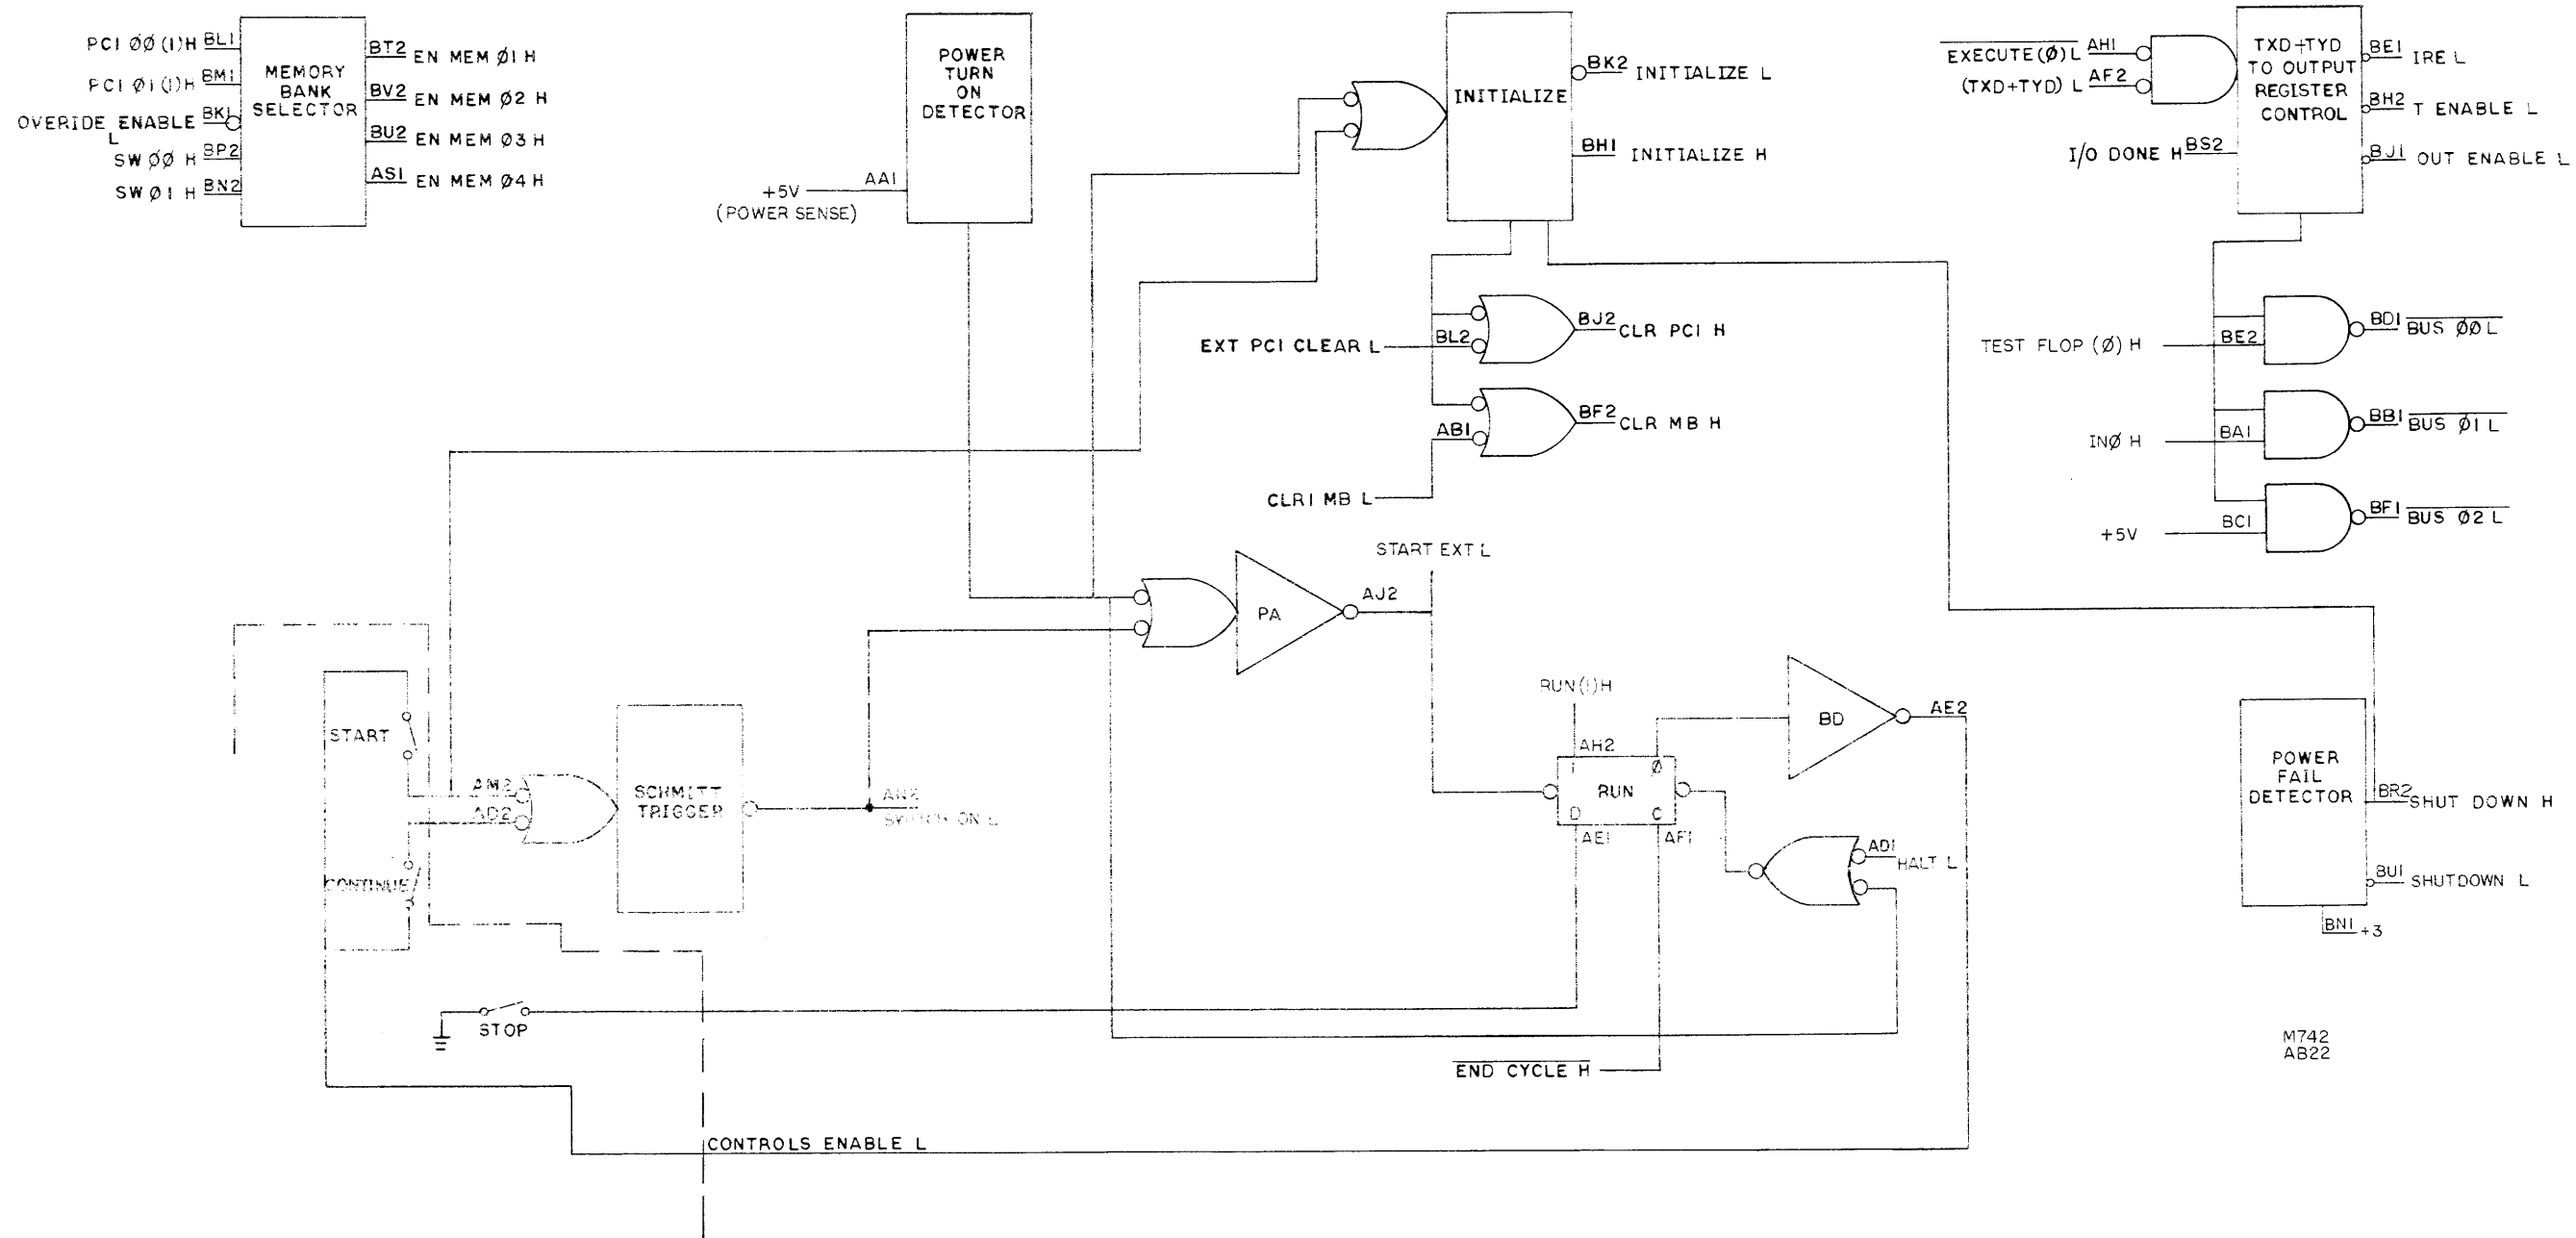 PCI ØØ (1)H BL1
PCI Ø1 (1)H BM1
OVERIDE ENABLE L BK1
SW ØØ H BP2
SW Ø1 H BN2
MEMORY
BANK
SELECTOR
BT2 EN MEM Ø1 H
BV2 EN MEM Ø2 H
BU2 EN MEM Ø3 H
AS1 EN MEM Ø4 H
POWER
TURN
ON
DETECTOR
+5V AA1
(POWER SENSE)
INITIALIZE
BK2 INITIALIZE L
BH1 INITIALIZE H
EXECUTE (Ø) L AH1
(TXD+TYD) L AF2
I/O DONE H BS2
TXD+TYD
TO OUTPUT
REGISTER
CONTROL
BE1 IRE L
BH2 T ENABLE L
BJ1 OUT ENABLE L
EXT PCI CLEAR L BL2
BJ2 CLR PCI H
AB1
BF2 CLR MB H
CLR1 MB L
TEST FLOP (Ø) H BE2
BD1 BUS ØØ L
INØ H BA1
BB1 BUS Ø1 L
+5V BC1
BF1 BUS Ø2 L
START EXT L
PA
AJ2
START
AM2
AD2
CONTINUE
SCHMITT
TRIGGER
AN2
SWITCH ON L
RUN(1)H
AH2
1 Ø
RUN
D C
AE1 AF1
BD
AE2
AD1
HALT L
STOP
END CYCLE H
CONTROLS ENABLE L
POWER
FAIL
DETECTOR
BR2 SHUT DOWN H
BU1 SHUTDOWN L
BN1 +3
M742
AB22